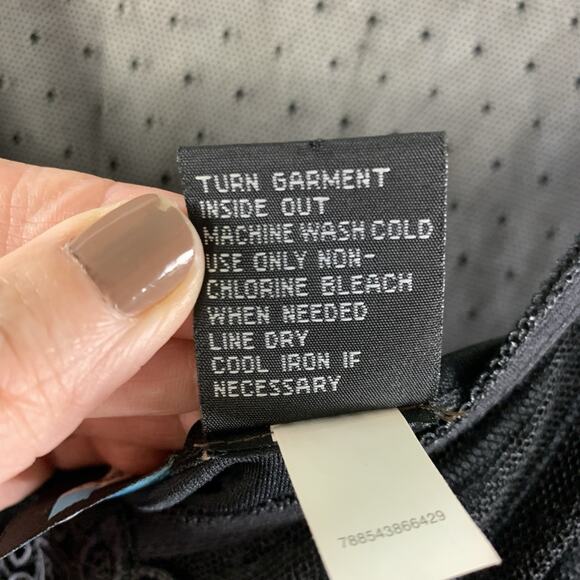 TURN GARMENT
INSIDE OUT
MACHINE WASH COLD
USE ONLY NON-
CHLORINE BLEACH
WHEN NEEDED
LINE DRY
COOL IRON IF
NECESSARY
788543866429